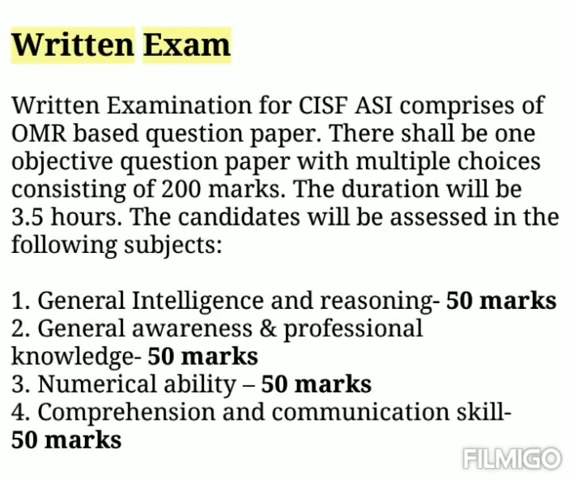 Written Exam
Written Examination for CISF ASI comprises of
OMR based question paper. There shall be one
objective question paper with multiple choices
consisting of 200 marks. The duration will be
3.5 hours. The candidates will be assessed in the
following subjects:
1. General Intelligence and reasoning- 50 marks
2. General awareness & professional
knowledge- 50 marks
3. Numerical ability – 50 marks
4. Comprehension and communication skill-
50 marks
FILMIGO